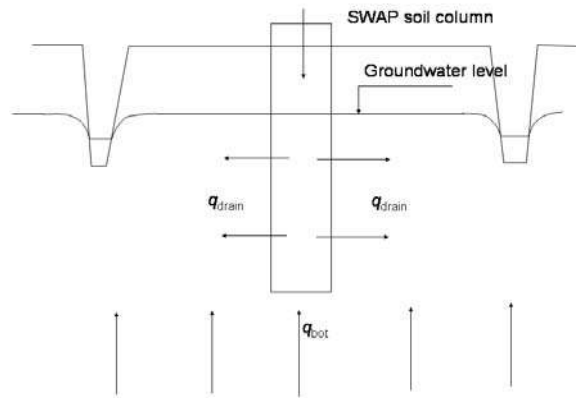 SWAP soil column
Groundwater level
qdrain
qdrain
qbot